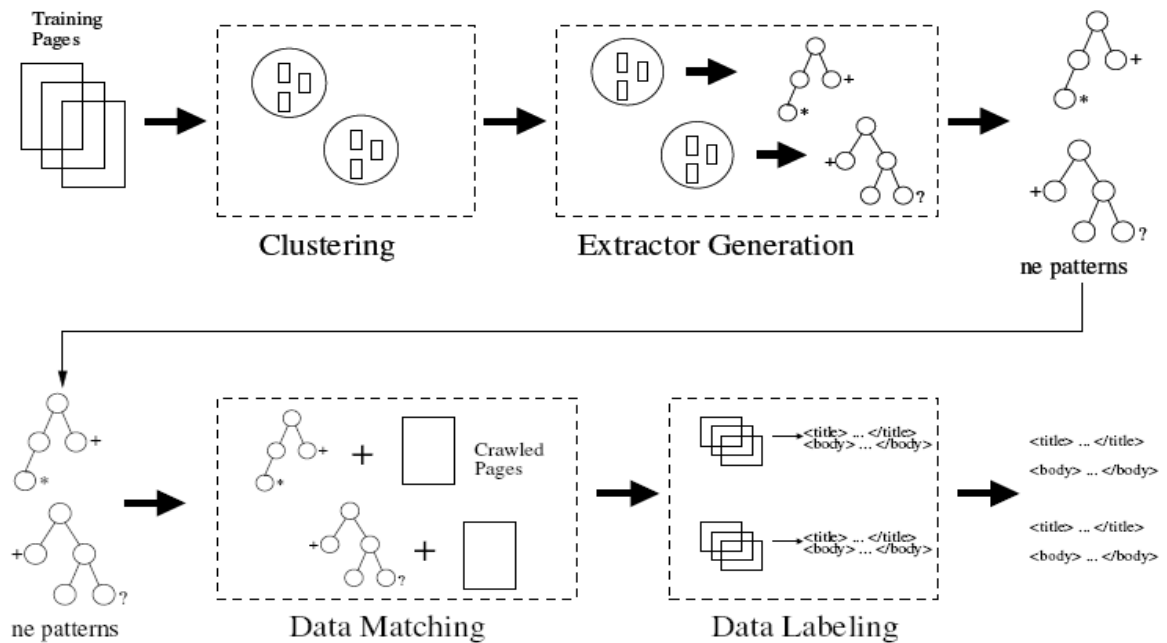 Training
Pages
+
*
+
?
Clustering
+
*
+
?
Extractor Generation
ne patterns
+
*
+
?
ne patterns
+
*
+
Crawled
Pages
+
?
+
Data Matching
<title> ... </title>
<body> ... </body>
<title> ... </title>
<body> ... </body>
Data Labeling
<title> ... </title>
<body> ... </body>
<title> ... </title>
<body> ... </body>